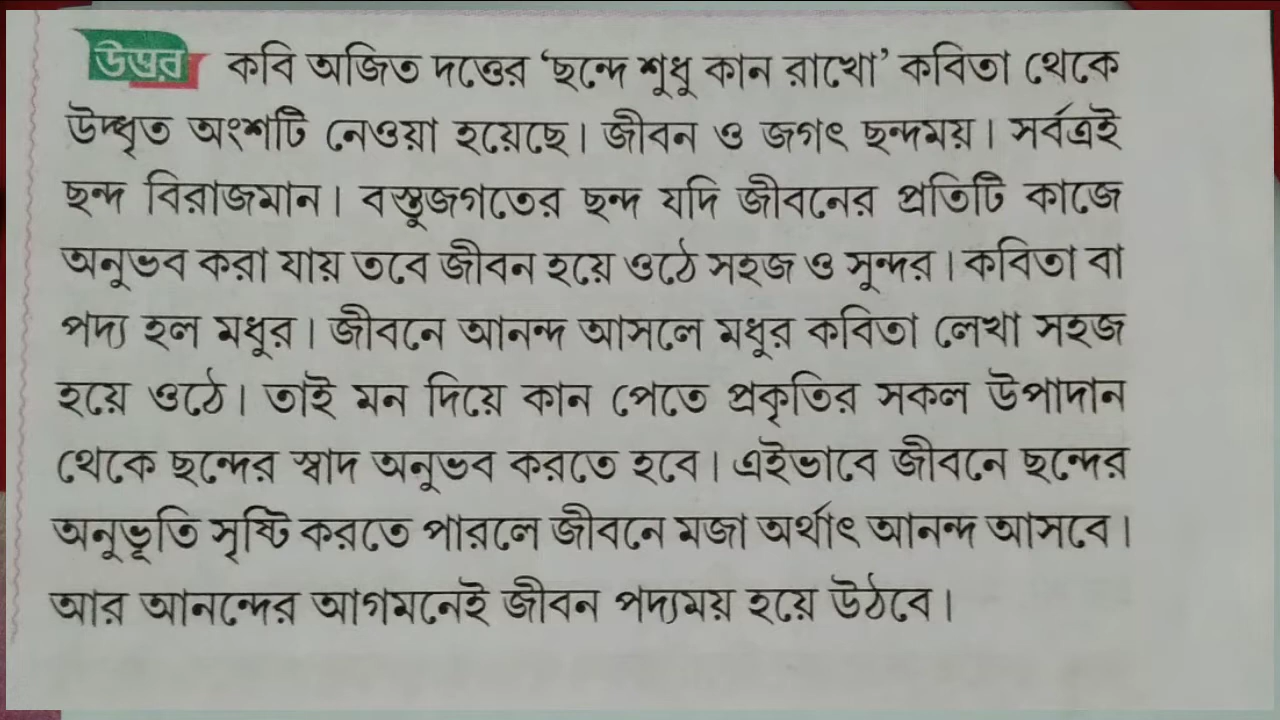 উত্তর কবি অজিত দত্তের ‘ছন্দে শুধু কান রাখো’ কবিতা থেকে
উদ্ধৃত অংশটি নেওয়া হয়েছে। জীবন ও জগৎ ছন্দময়। সর্বত্রই
ছন্দ বিরাজমান। বস্তুজগতের ছন্দ যদি জীবনের প্রতিটি কাজে
অনুভব করা যায় তবে জীবন হয়ে ওঠে সহজ ও সুন্দর। কবিতা বা
পদ্য হল মধুর। জীবনে আনন্দ আসলে মধুর কবিতা লেখা সহজ
হয়ে ওঠে। তাই মন দিয়ে কান পেতে প্রকৃতির সকল উপাদান
থেকে ছন্দের স্বাদ অনুভব করতে হবে। এইভাবে জীবনে ছন্দের
অনুভূতি সৃষ্টি করতে পারলে জীবনে মজা অর্থাৎ আনন্দ আসবে।
আর আনন্দের আগমনেই জীবন পদ্যময় হয়ে উঠবে।